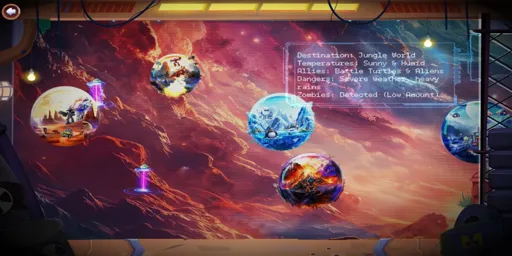 Destination: Jungle World
Temperatures: Sunny & Humid
Allies: Battle Turtles & Aliens
Dangers: Severe Weather, heavy
rains
Zombies: Detected (Low Amount)